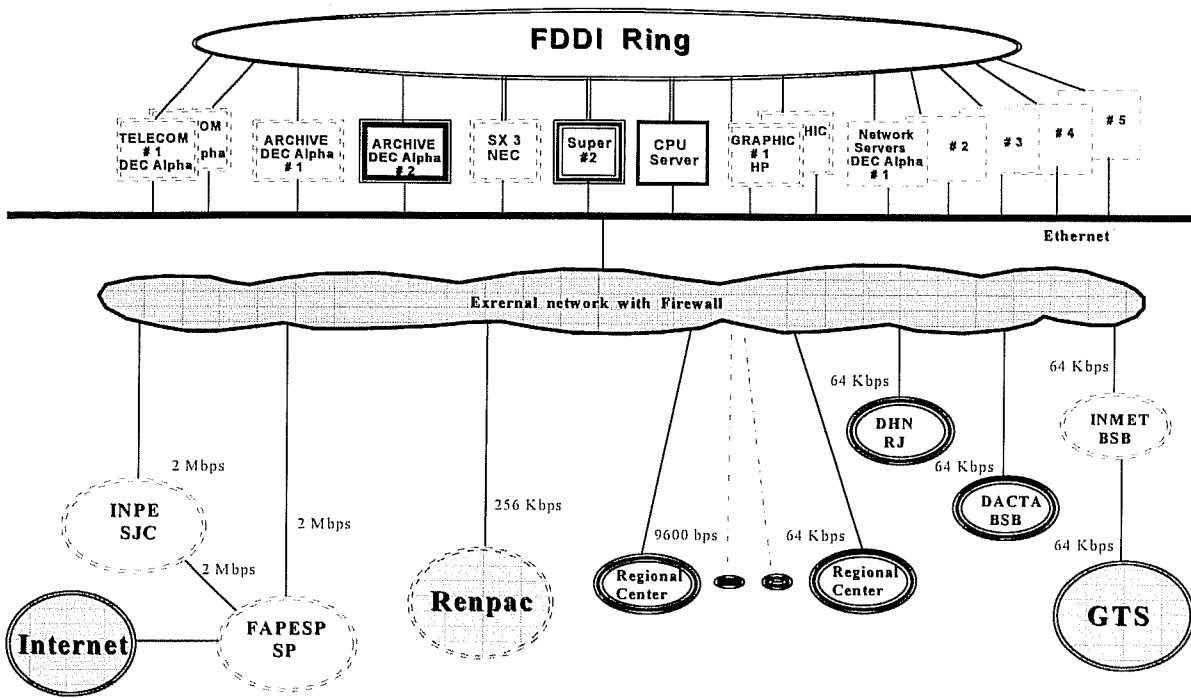 FDDI Ring
TELECOM
# 1
DEC Alpha
OM
pha
ARCHIVE
DEC Alpha
# 1
ARCHIVE
DEC Alpha
# 2
SX 3
NEC
Super
#2
CPU
Server
GRAPHIC
# 1
HP
HIC
Network
Servers
DEC Alpha
# 1
# 2
# 3
# 4
# 5
Ethernet
Exrernal network with Firewall
64 Kbps
64 Kbps
DHN
RJ
INMET
BSB
2 Mbps
64 Kbps
INPE
SJC
2 Mbps
256 Kbps
DACTA
BSB
9600 bps
64 Kbps
64 Kbps
2 Mbps
Regional
Center
Regional
Center
Renpac
GTS
Internet
FAPESP
SP